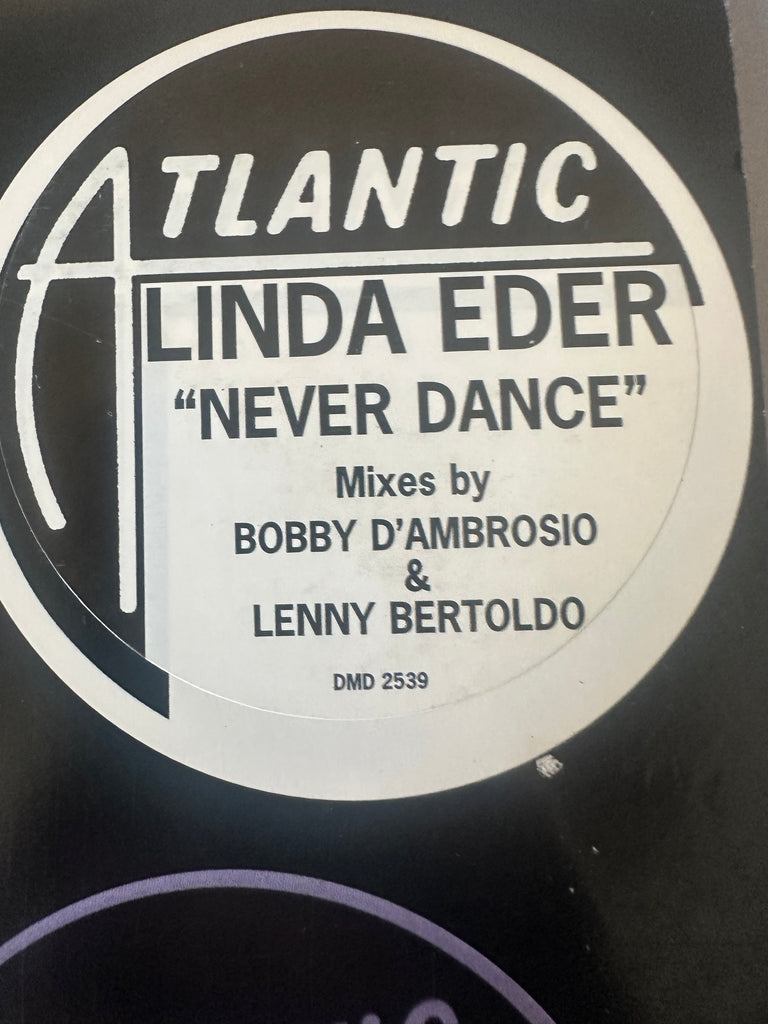 ATLANTIC
LINDA EDER
“NEVER DANCE”
Mixes by
BOBBY D’AMBROSIO
&
LENNY BERTOLDO
DMD 2539